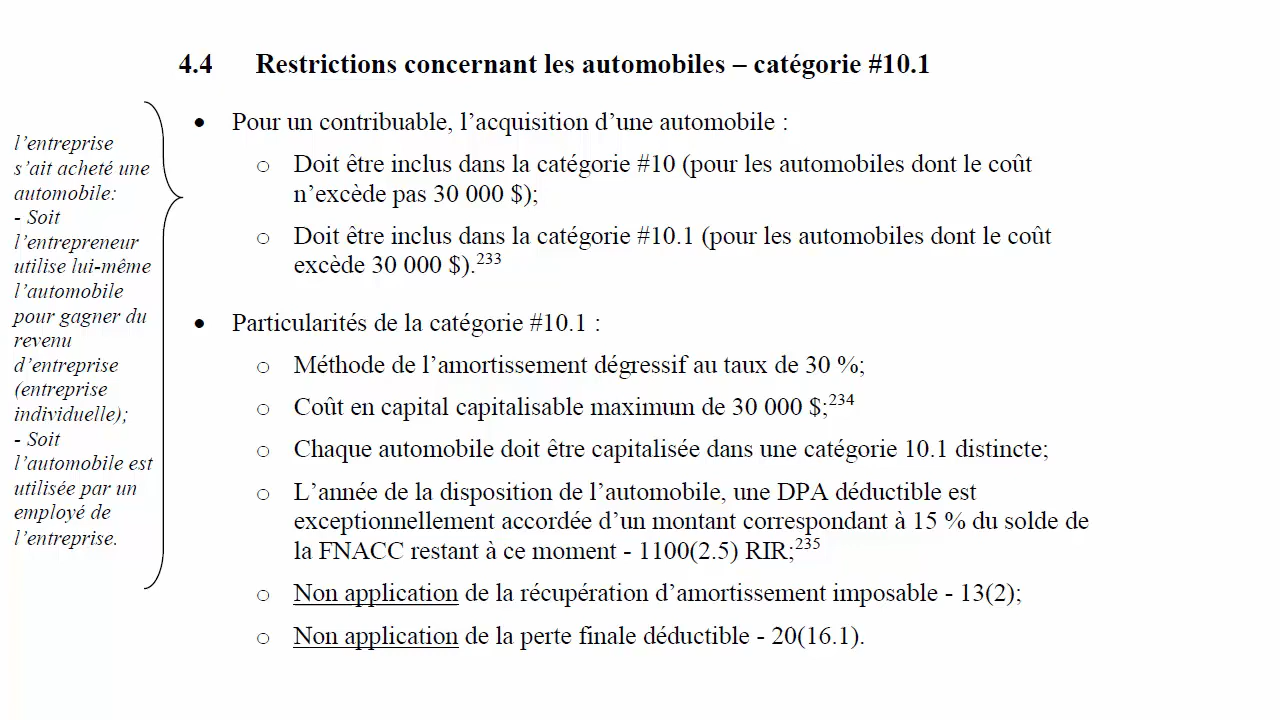 4.4 Restrictions concernant les automobiles – catégorie #10.1
l’entreprise
s’ait acheté une
automobile:
- Soit
l’entrepreneur
utilise lui-même
l’automobile
pour gagner du
revenu
d’entreprise
(entreprise
individuelle);
- Soit
l’automobile est
utilisée par un
employé de
l’entreprise.
• Pour un contribuable, l’acquisition d’une automobile :
o Doit être inclus dans la catégorie #10 (pour les automobiles dont le coût
n’excède pas 30 000 $);
o Doit être inclus dans la catégorie #10.1 (pour les automobiles dont le coût
excède 30 000 $).233
• Particularités de la catégorie #10.1 :
o Méthode de l’amortissement dégressif au taux de 30 %;
o Coût en capital capitalisable maximum de 30 000 $;234
o Chaque automobile doit être capitalisée dans une catégorie 10.1 distincte;
o L’année de la disposition de l’automobile, une DPA déductible est
exceptionnellement accordée d’un montant correspondant à 15 % du solde de
la FNACC restant à ce moment - 1100(2.5) RIR;235
o Non application de la récupération d’amortissement imposable - 13(2);
o Non application de la perte finale déductible - 20(16.1).